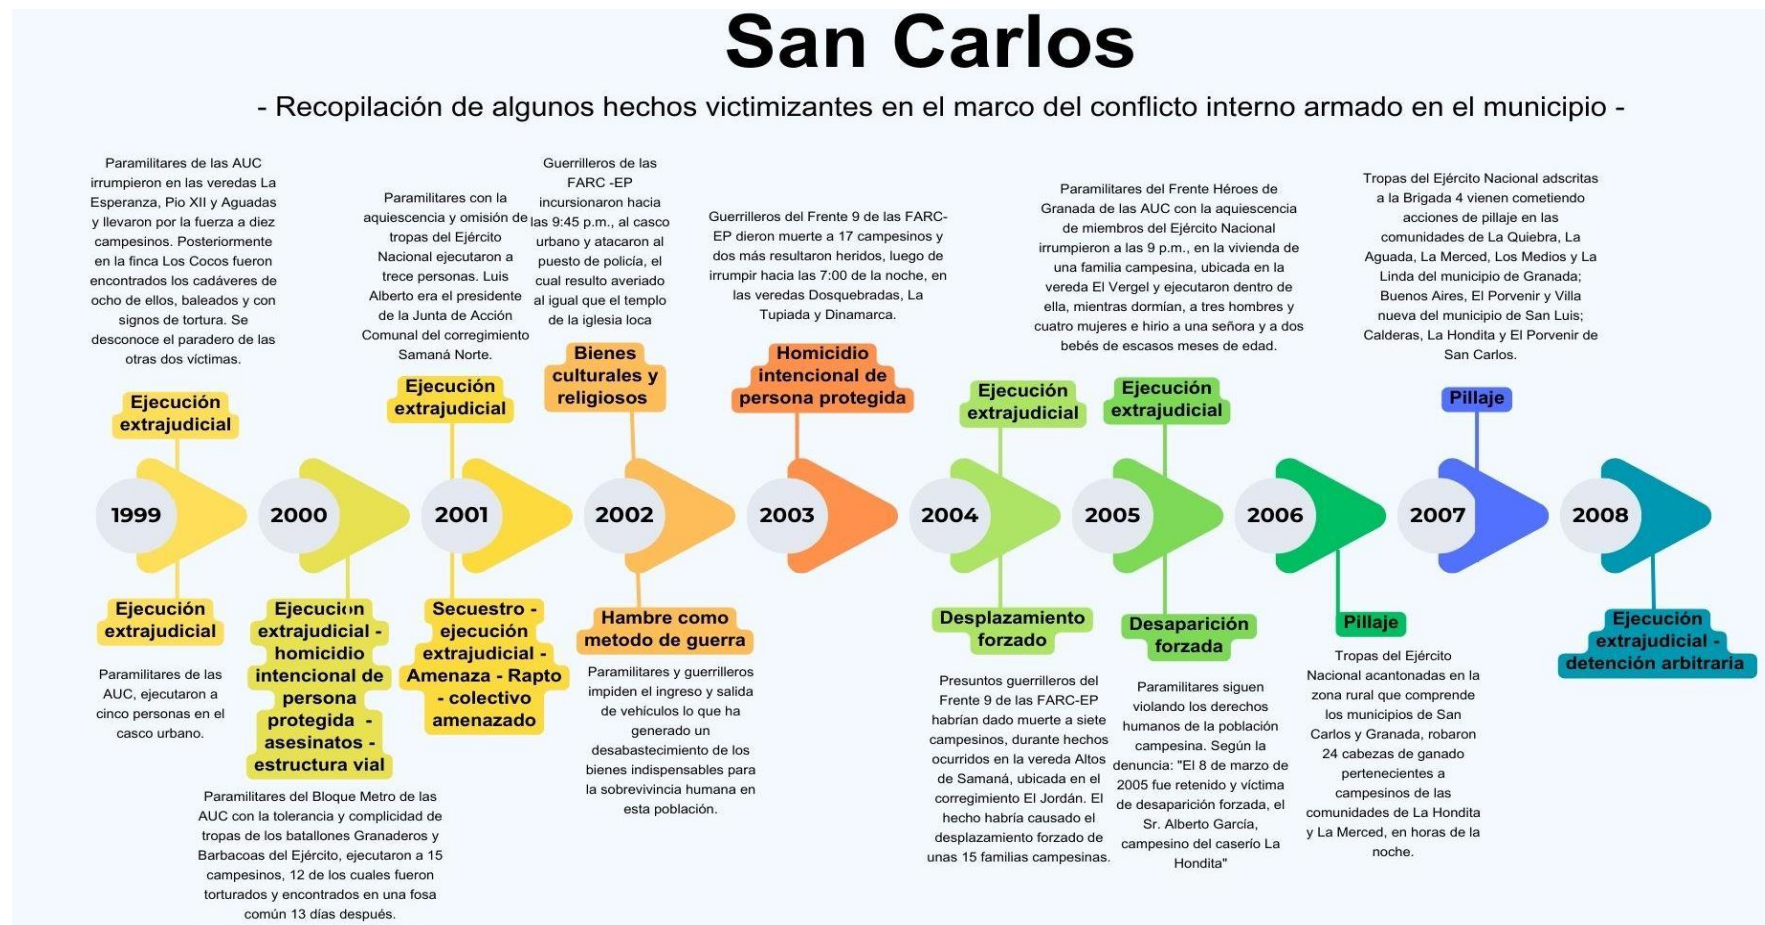 San Carlos
- Recopilación de algunos hechos victimizantes en el marco del conflicto interno armado en el municipio -
Paramilitares de las AUC
irrumpieron en las veredas La
Esperanza, Pio XII y Aguadas
y llevaron por la fuerza a diez
campesinos. Posteriormente
en la finca Los Cocos fueron
encontrados los cadáveres de
ocho de ellos, baleados y con
signos de tortura. Se
desconoce el paradero de las
otras dos víctimas.
Ejecución
extrajudicial
Paramilitares con la
aquiescencia y omisión de
tropas del Ejército
Nacional ejecutaron a
trece personas. Luis
Alberto era el presidente
de la Junta de Acción
Comunal del corregimiento
Samaná Norte.
Ejecución
extrajudicial
Guerrilleros de las
FARC -EP
incursionaron hacia
las 9:45 p.m., al casco
urbano y atacaron al
puesto de policía, el
cual resulto averiado
al igual que el templo
de la iglesia loca
Bienes
culturales y
religiosos
Guerrilleros del Frente 9 de las FARC-
EP dieron muerte a 17 campesinos y
dos más resultaron heridos, luego de
irrumpir hacia las 7:00 de la noche, en
las veredas Dosquebradas, La
Tupiada y Dinamarca.
Homicidio
intencional de
persona protegida
Ejecución
extrajudicial
Paramilitares del Frente Héroes de
Granada de las AUC con la aquiescencia
de miembros del Ejército Nacional
irrumpieron a las 9 p.m., en la vivienda de
una familia campesina, ubicada en la
vereda El Vergel y ejecutaron dentro de
ella, mientras dormían, a tres hombres y
cuatro mujeres e hirio a una señora y a dos
bebés de escasos meses de edad.
Ejecución
extrajudicial
Tropas del Ejército Nacional adscritas
a la Brigada 4 vienen cometiendo
acciones de pillaje en las
comunidades de La Quiebra, La
Aguada, La Merced, Los Medios y La
Linda del municipio de Granada;
Buenos Aires, El Porvenir y Villa
nueva del municipio de San Luis;
Calderas, La Hondita y El Porvenir de
San Carlos.
Pillaje
1999
2000
2001
2002
2003
2004
2005
2006
2007
2008
Ejecución
extrajudicial
Paramilitares de las
AUC, ejecutaron a
cinco personas en el
casco urbano.
Ejecución
extrajudicial -
homicidio
intencional de
persona
protegida -
asesinatos -
estructura vial
Paramilitares del Bloque Metro de las
AUC con la tolerancia y complicidad de
tropas de los batallones Granaderos y
Barbacoas del Ejército, ejecutaron a 15
campesinos, 12 de los cuales fueron
torturados y encontrados en una fosa
común 13 días después.
Secuestro -
ejecución
extrajudicial -
Amenaza - Rapto
- colectivo
amenazado
Hambre como
metodo de guerra
Paramilitares y guerrilleros
impiden el ingreso y salida
de vehículos lo que ha
generado un
desabastecimiento de los
bienes indispensables para
la sobrevivincia humana en
esta población.
Desplazamiento
forzado
Presuntos guerrilleros del
Frente 9 de las FARC-EP
habrían dado muerte a siete
campesinos, durante hechos
ocurridos en la vereda Altos
de Samaná, ubicada en el
corregimiento El Jordán. El
hecho habría causado el
desplazamiento forzado de
unas 15 familias campesinas.
Desaparición
forzada
Paramilitares siguen
violando los derechos
humanos de la población
campesina. Según la
denuncia: "El 8 de marzo de
2005 fue retenido y víctima
de desaparición forzada, el
Sr. Alberto García,
campesino del caserío La
Hondita"
Pillaje
Tropas del Ejército
Nacional acantonadas en la
zona rural que comprende
los municipios de San
Carlos y Granada, robaron
24 cabezas de ganado
pertenecientes a
campesinos de las
comunidades de La Hondita
y La Merced, en horas de la
noche.
Ejecución
extrajudicial -
detención arbitraria